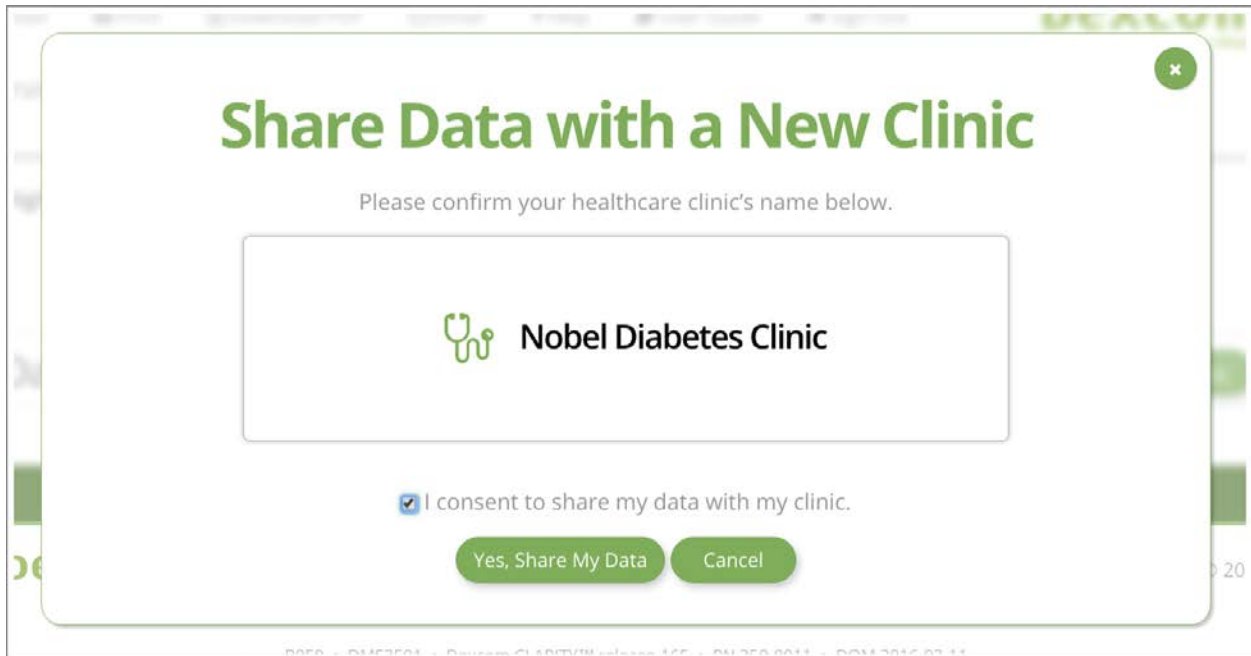 Share Data with a New Clinic
Please confirm your healthcare clinic's name below.
Nobel Diabetes Clinic
I consent to share my data with my clinic.
Yes, Share My Data
Cancel
20